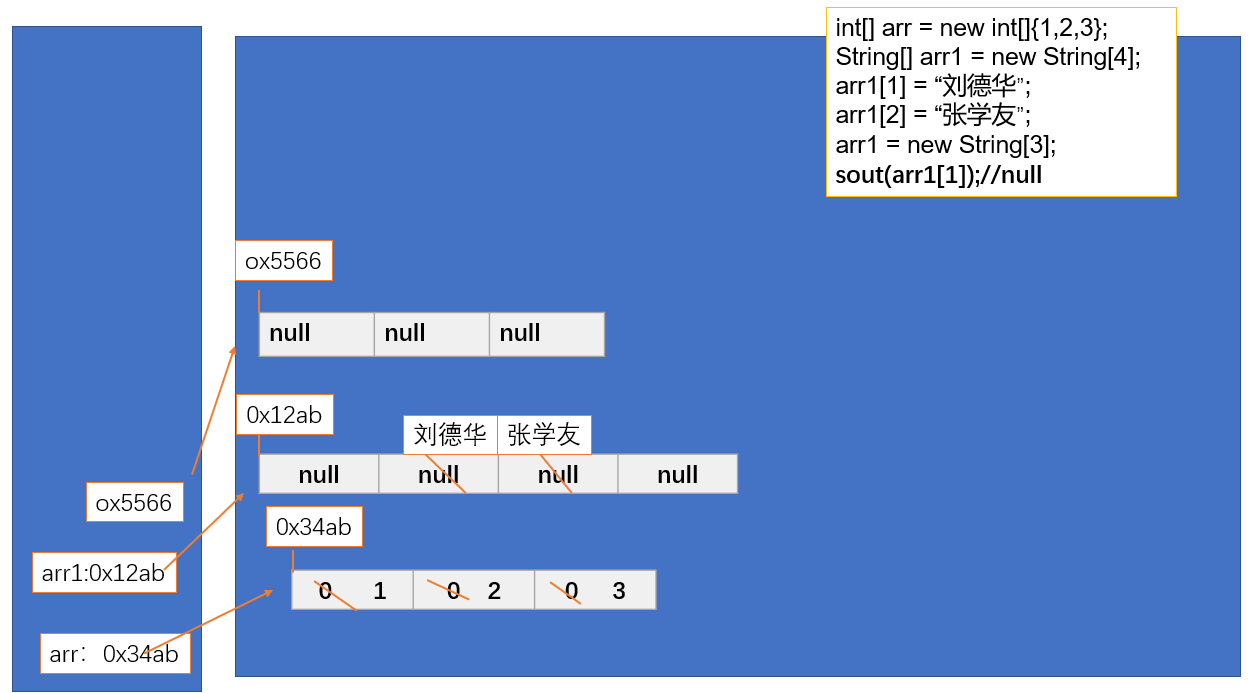 int[] arr = new int[]{1,2,3};
String[] arr1 = new String[4];
arr1[1] = “刘德华”;
arr1[2] = “张学友”;
arr1 = new String[3];
sout(arr1[1]);//null
ox5566
null null null
0x12ab
刘德华 张学友
null null null null
ox5566
0x34ab
arr1:0x12ab
0 1 0 2 0 3
arr： 0x34ab